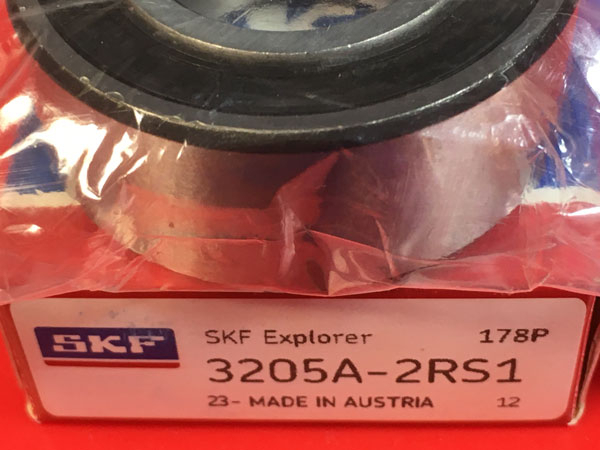 SKF
SKF Explorer 178P
3205A-2RS1
23- MADE IN AUSTRIA 12